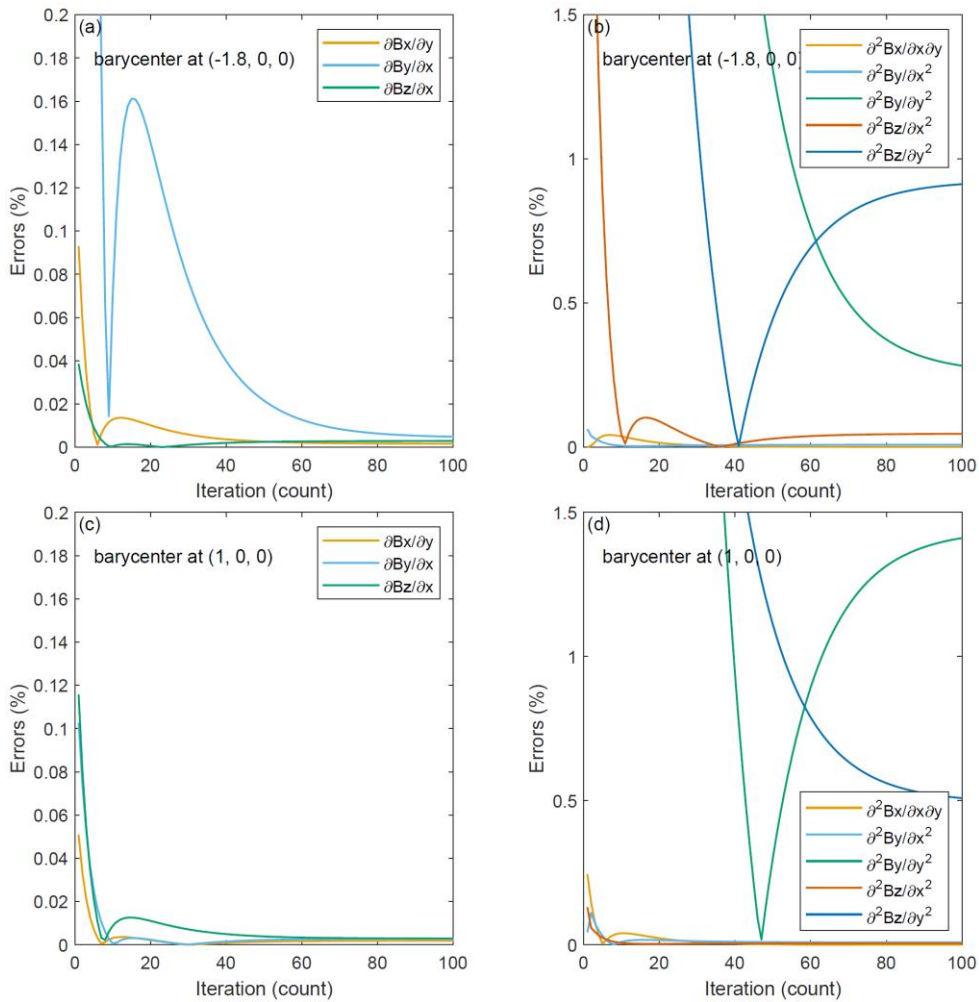 (a)
barycenter at (-1.8, 0, 0)
∂Bx/∂y
∂By/∂x
∂Bz/∂x
Errors (%)
0.2
0.18
0.16
0.14
0.12
0.1
0.08
0.06
0.04
0.02
0
0 20 40 60 80 100
Iteration (count)
(b)
barycenter at (-1.8, 0, 0)
∂²Bx/∂x∂y
∂²By/∂x²
∂²By/∂y²
∂²Bz/∂x²
∂²Bz/∂y²
Errors (%)
1.5
1
0.5
0
0 20 40 60 80 100
Iteration (count)
(c)
barycenter at (1, 0, 0)
∂Bx/∂y
∂By/∂x
∂Bz/∂x
Errors (%)
0.2
0.18
0.16
0.14
0.12
0.1
0.08
0.06
0.04
0.02
0
0 20 40 60 80 100
Iteration (count)
(d)
barycenter at (1, 0, 0)
∂²Bx/∂x∂y
∂²By/∂x²
∂²By/∂y²
∂²Bz/∂x²
∂²Bz/∂y²
Errors (%)
1.5
1
0.5
0
0 20 40 60 80 100
Iteration (count)